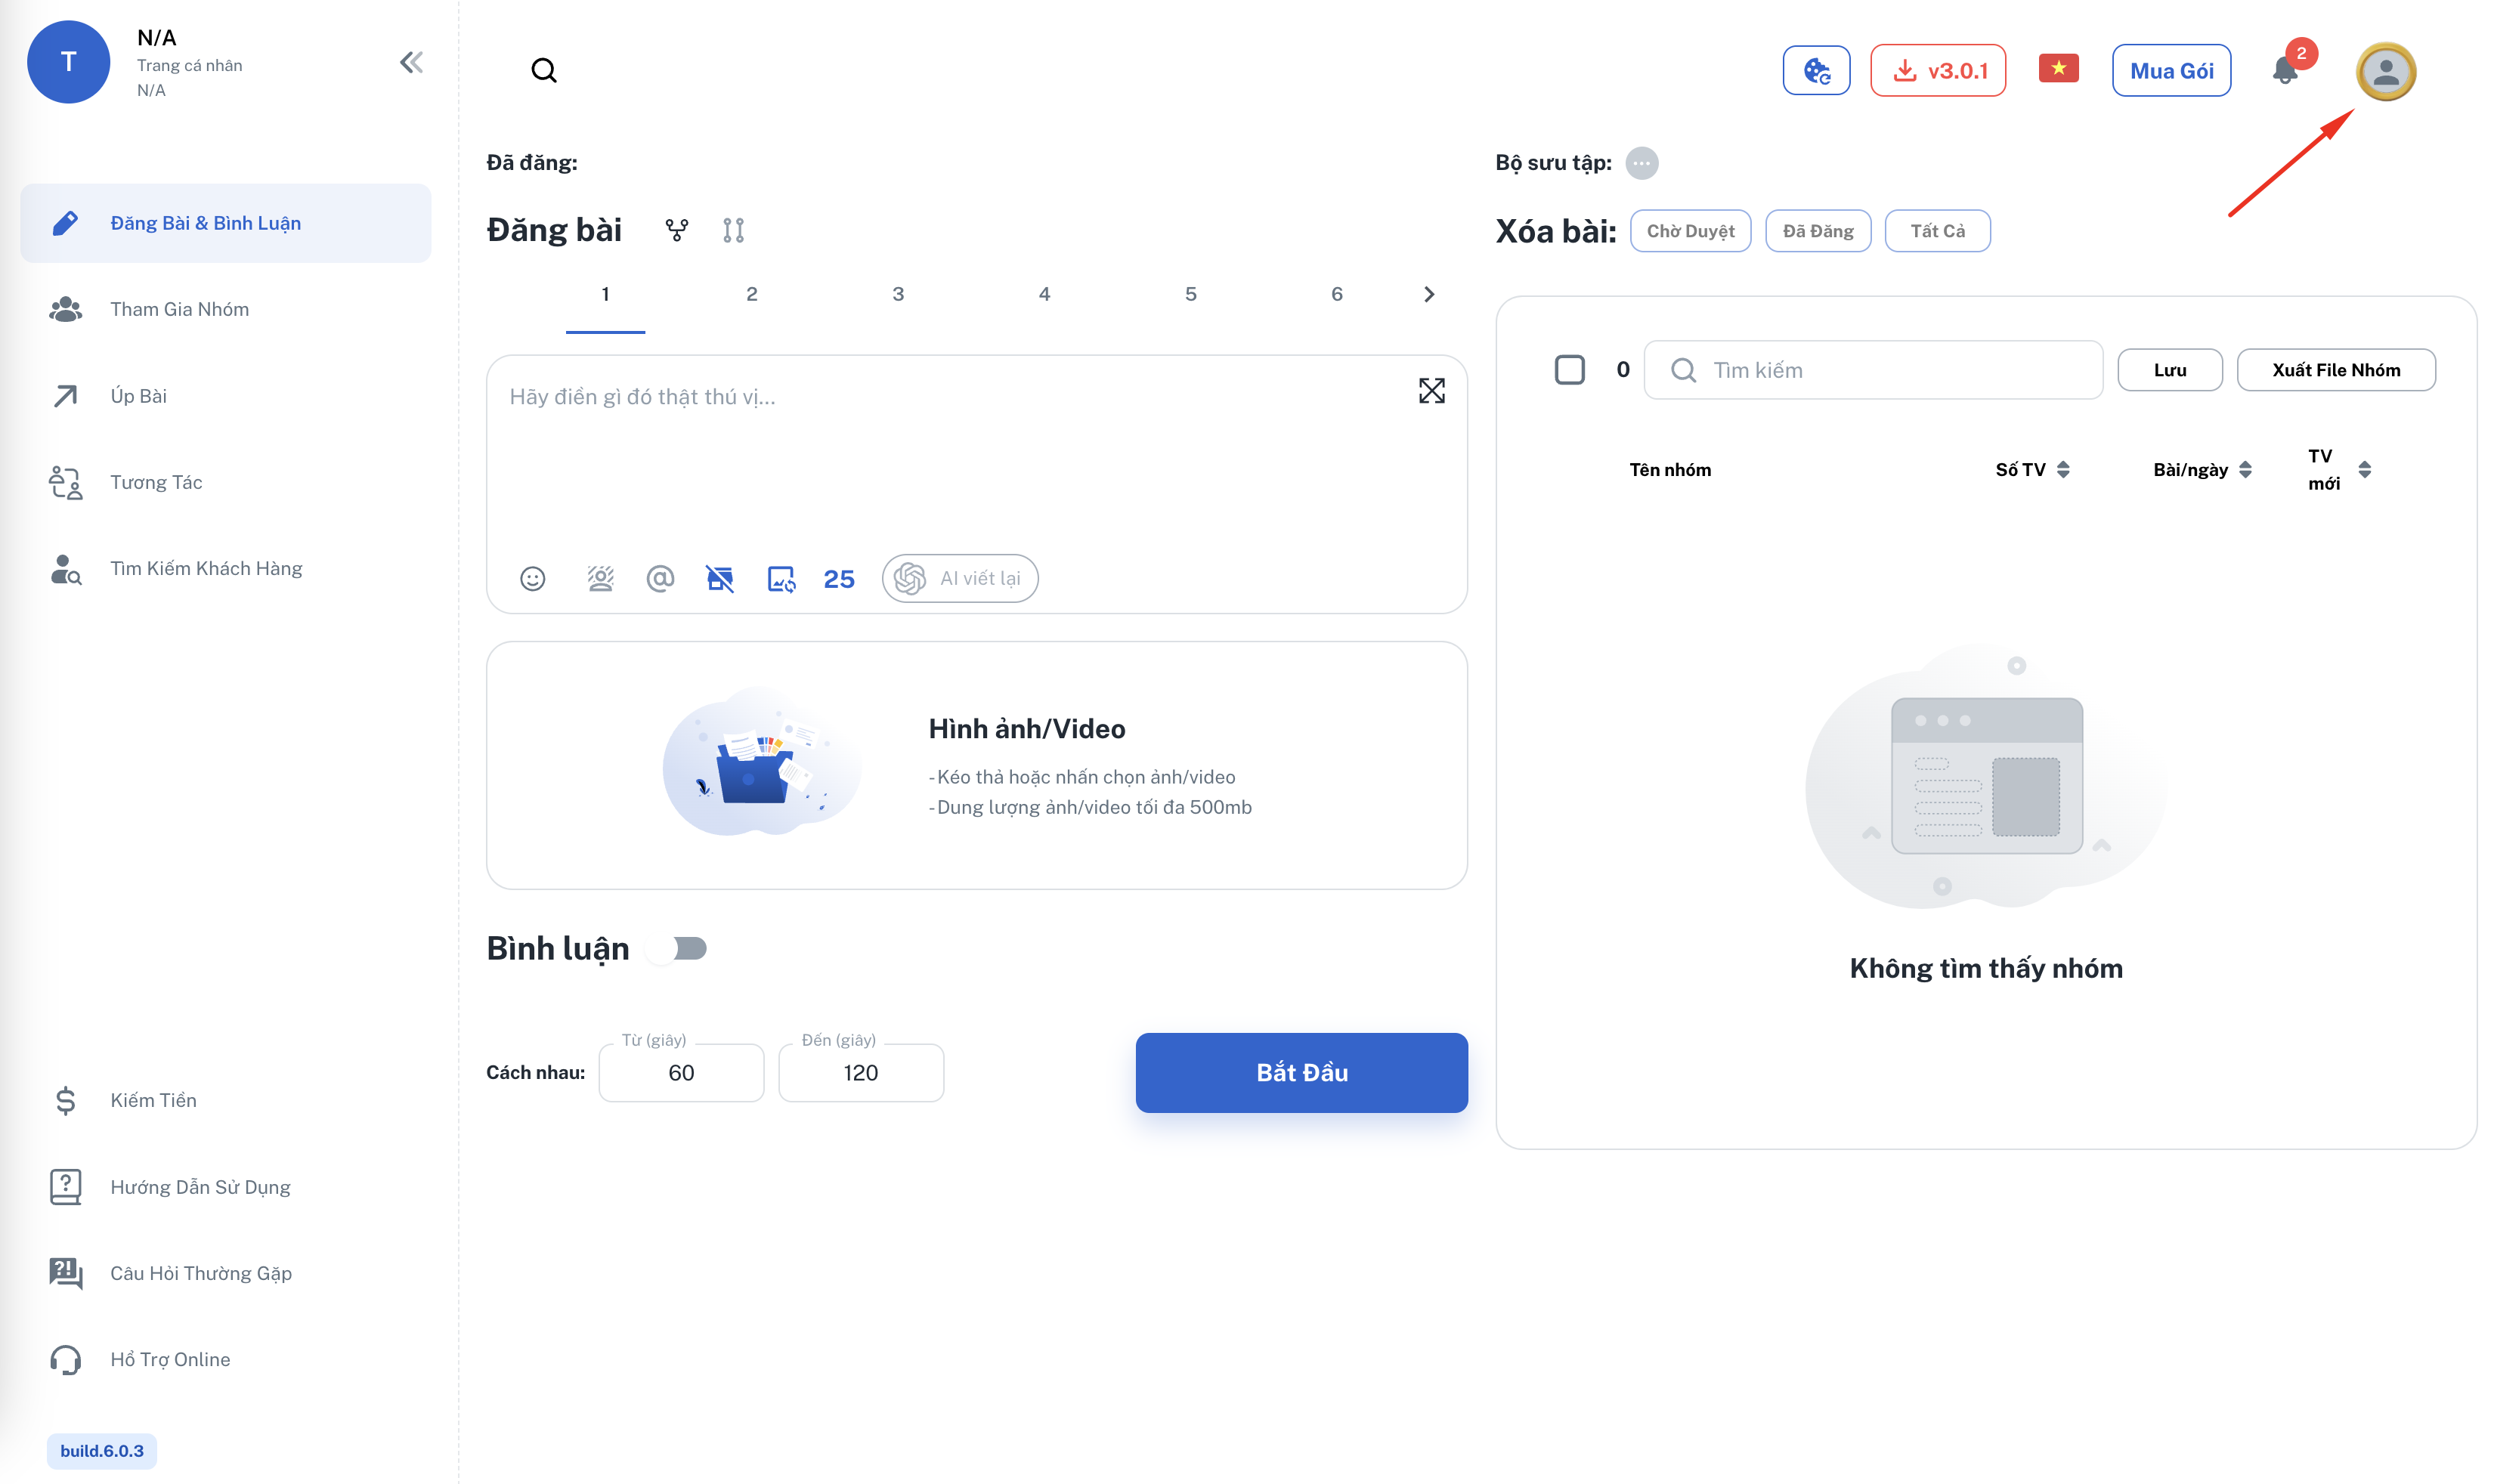 T
N/A
Trang cá nhân
N/A
Đăng Bài & Bình Luận
Tham Gia Nhóm
Úp Bài
Tương Tác
Tìm Kiếm Khách Hàng
Kiếm Tiền
Hướng Dẫn Sử Dụng
Câu Hỏi Thường Gặp
Hổ Trợ Online
build.6.0.3
v3.0.1
Mua Gói
2
Đã đăng:
Đăng bài
1 2 3 4 5 6
Hãy điền gì đó thật thú vị...
25
AI viết lại
Hình ảnh/Video
-Kéo thả hoặc nhấn chọn ảnh/video
-Dung lượng ảnh/video tối đa 500mb
Bình luận
Cách nhau:
Từ (giây)
60
Đến (giây)
120
Bắt Đầu
Bộ sưu tập:
Xóa bài:
Chờ Duyệt
Đã Đăng
Tất Cả
0
Tìm kiếm
Lưu
Xuất File Nhóm
Tên nhóm
Số TV
Bài/ngày
TV
mới
Không tìm thấy nhóm